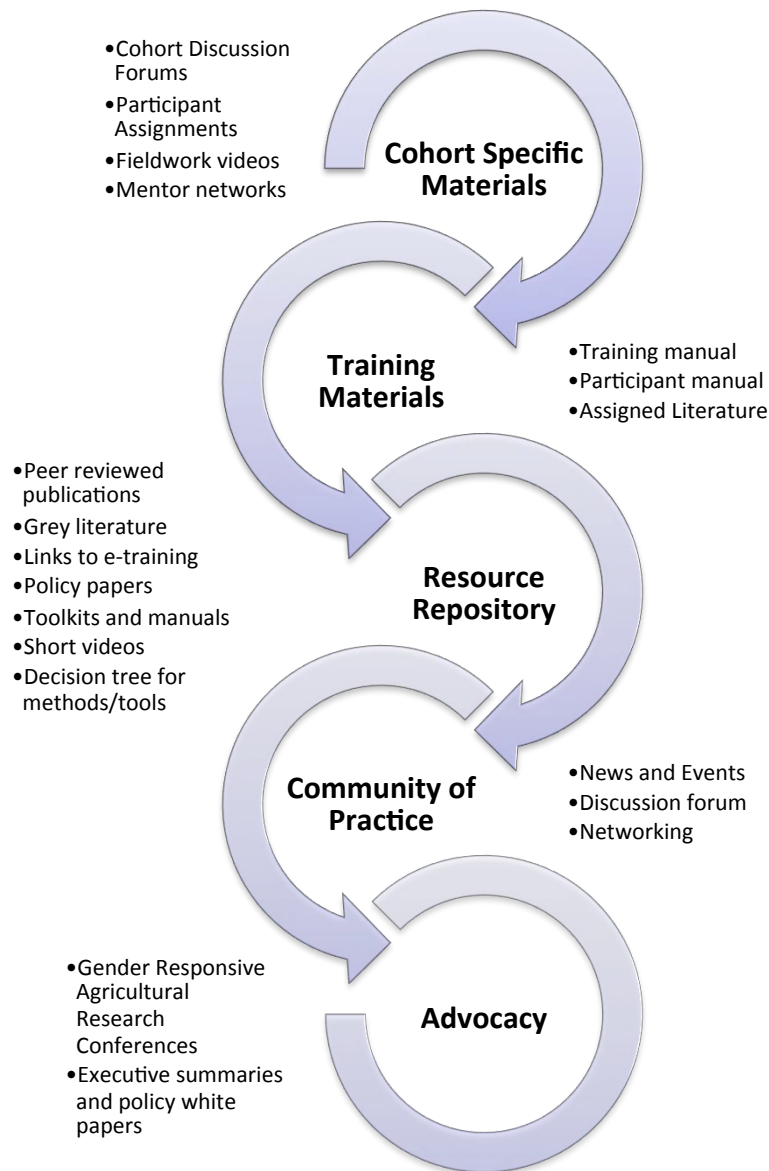 •Cohort Discussion
Forums
•Participant
Assignments
•Fieldwork videos
•Mentor networks
Cohort Specific
Materials
Training
Materials
•Training manual
•Participant manual
•Assigned Literature
•Peer reviewed
publications
•Grey literature
•Links to e-training
•Policy papers
•Toolkits and manuals
•Short videos
•Decision tree for
methods/tools
Resource
Repository
Community of
Practice
•News and Events
•Discussion forum
•Networking
•Gender Responsive
Agricultural
Research
Conferences
•Executive summaries
and policy white
papers
Advocacy